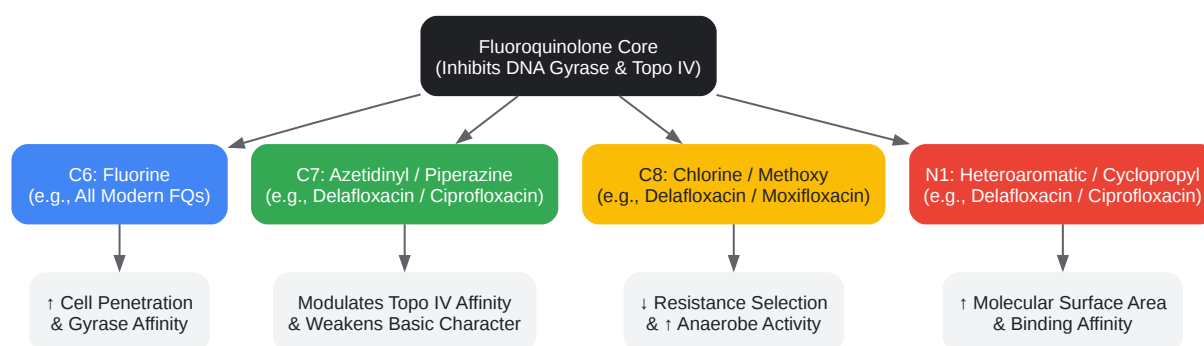 Fluoroquinolone Core
(Inhibits DNA Gyrase & Topo IV)
C6: Fluorine
(e.g., All Modern FQs)
C7: Azetidinyl / Piperazine
(e.g., Delafloxacin / Ciprofloxacin)
C8: Chlorine / Methoxy
(e.g., Delafloxacin / Moxifloxacin)
N1: Heteroaromatic / Cyclopropyl
(e.g., Delafloxacin / Ciprofloxacin)
↑ Cell Penetration
& Gyrase Affinity
Modulates Topo IV Affinity
& Weakens Basic Character
↓ Resistance Selection
& ↑ Anaerobe Activity
↑ Molecular Surface Area
& Binding Affinity